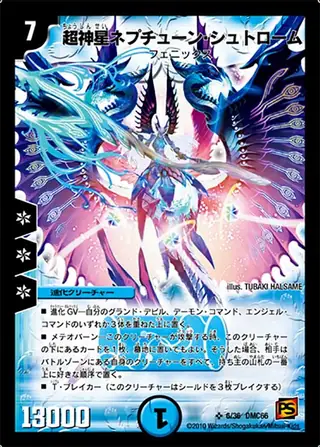 7
超神星ネプチューン・シュトローム
ちょうしんせい
フェニックス
illus. TUBAKI HALSAME
進化クリーチャー
■ 進化GV―自分のグランド・デビル、デーモン・コマンド、エンジェル・
コマンドのいずれか3体を重ねた上に置く。
■ メテオバーン―このクリーチャーが攻撃する時、このクリーチャー
の下にあるカードを1枚、墓地に置いてもよい。そうした場合、相手は
バトルゾーンにある自身のクリーチャーをすべて、持ち主の山札の一番
上に好きな順序で置く。
■ T・ブレイカー(このクリーチャーはシールドを3枚ブレイクする)
13000
T
6/36 DMC66
©2010 Wizards/Shogakukan/Mitsui-Kids
PS